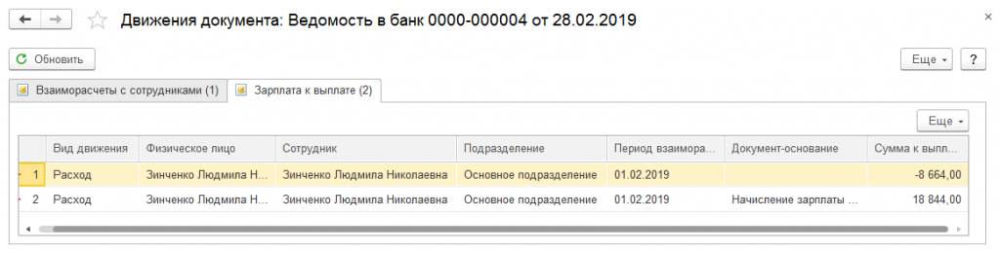 Движения документа: Ведомость в банк 0000-000004 от 28.02.2019
Обновить Еще ?
Взаиморасчеты с сотрудниками (1) Зарплата к выплате (2)
Еще
Вид движения Физическое лицо Сотрудник Подразделение Период взаимора... Документ-основание Сумма к выпл...
1 Расход Зинченко Людмила Н... Зинченко Людмила Николаевна Основное подразделение 01.02.2019 -8 664,00
2 Расход Зинченко Людмила Н... Зинченко Людмила Николаевна Основное подразделение 01.02.2019 Начисление зарплаты ... 18 844,00